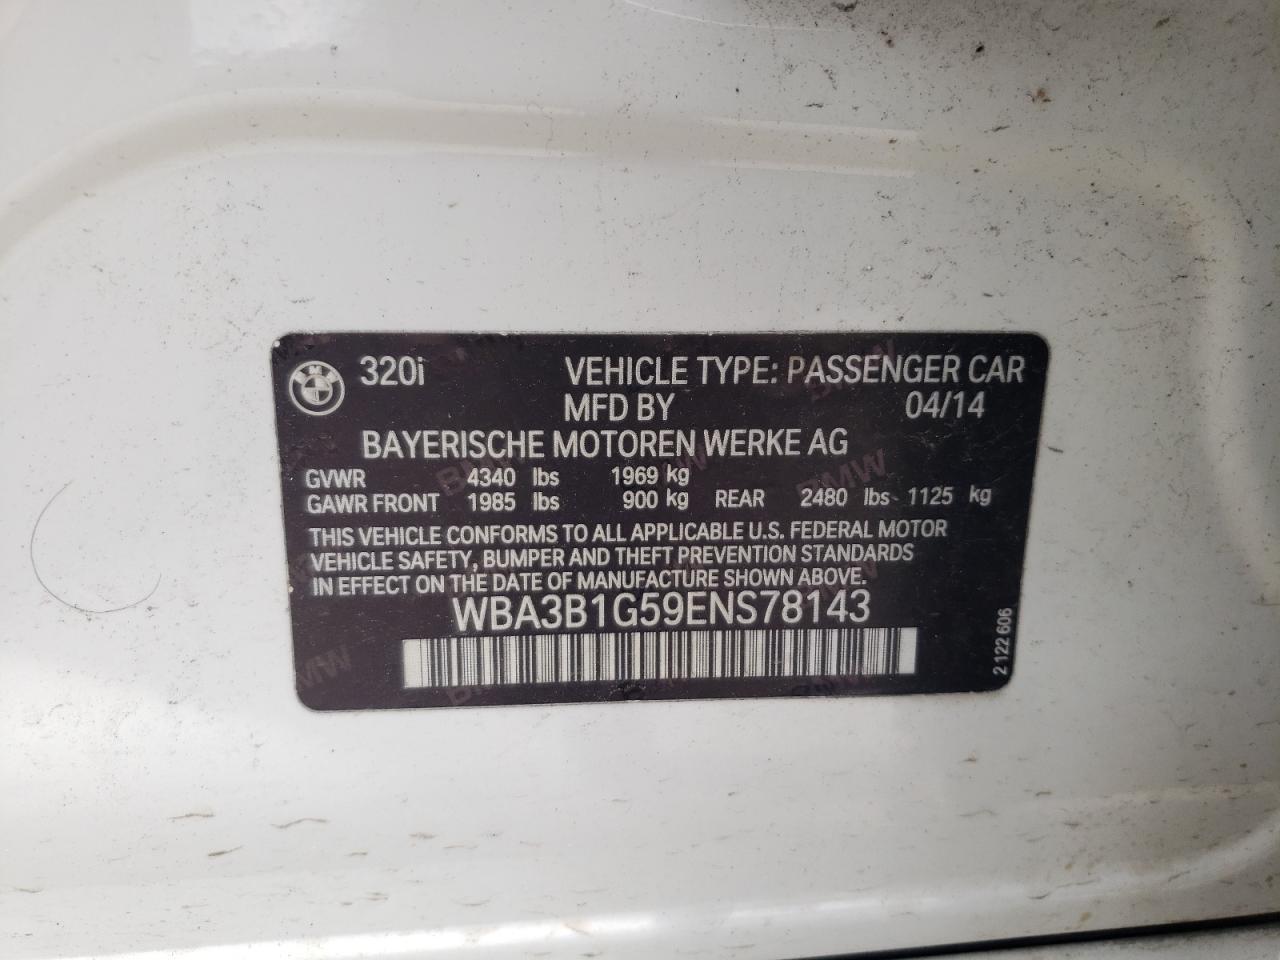 BMW 320i VEHICLE TYPE: PASSENGER CAR
MFD BY 04/14
BAYERISCHE MOTOREN WERKE AG
GVWR 4340 lbs 1969 kg
GAWR FRONT 1985 lbs 900 kg REAR 2480 lbs 1125 kg
THIS VEHICLE CONFORMS TO ALL APPLICABLE U.S. FEDERAL MOTOR
VEHICLE SAFETY, BUMPER AND THEFT PREVENTION STANDARDS
IN EFFECT ON THE DATE OF MANUFACTURE SHOWN ABOVE.
WBA3B1G59ENS78143
2 122 606